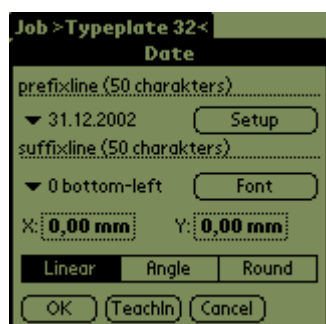 Job >Typeplate 32<
Date
prefixline (50 charakters)
31.12.2002 Setup
suffixline (50 charakters)
0 bottom-left Font
X: 0,00 mm Y: 0,00 mm
Linear Angle Round
OK TeachIn Cancel